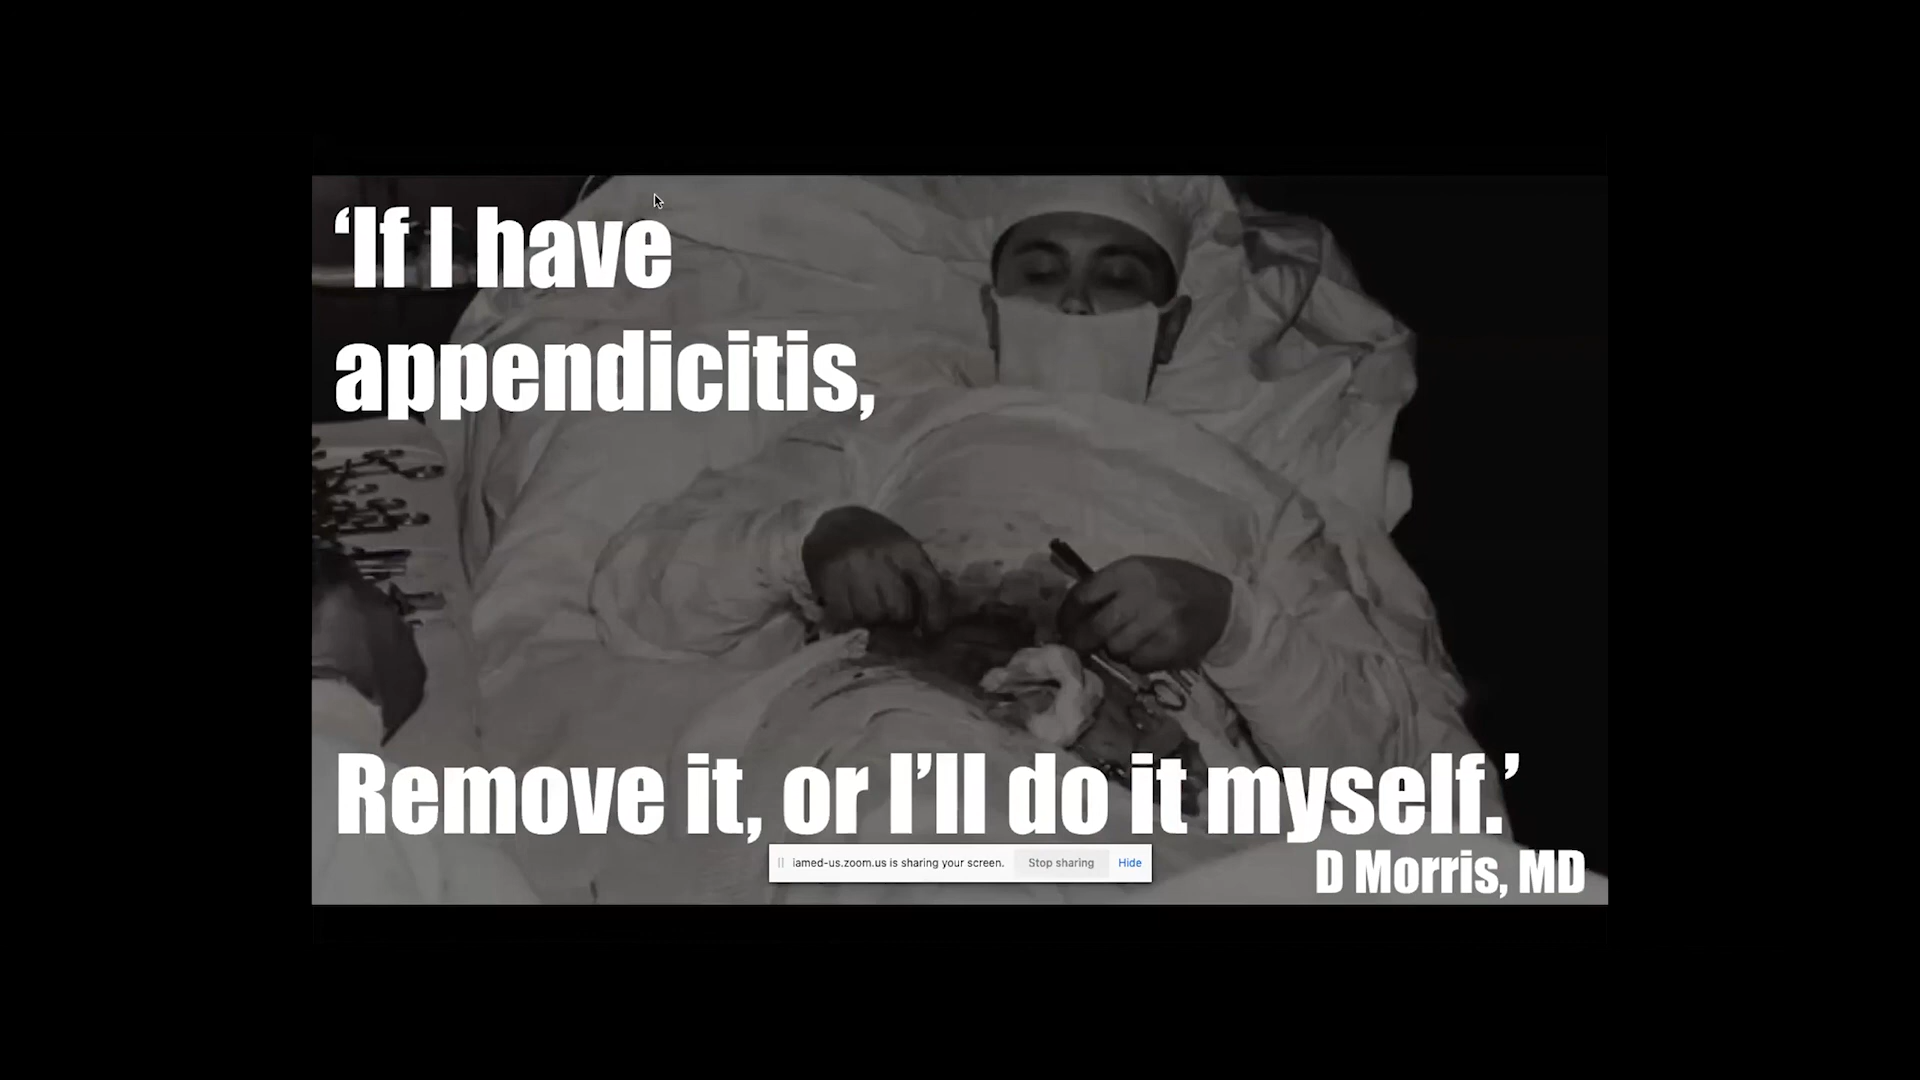 ‘If I have
appendicitis,
Remove it, or I’ll do it myself.’
iamed-us.zoom.us is sharing your screen. Stop sharing Hide
D Morris, MD